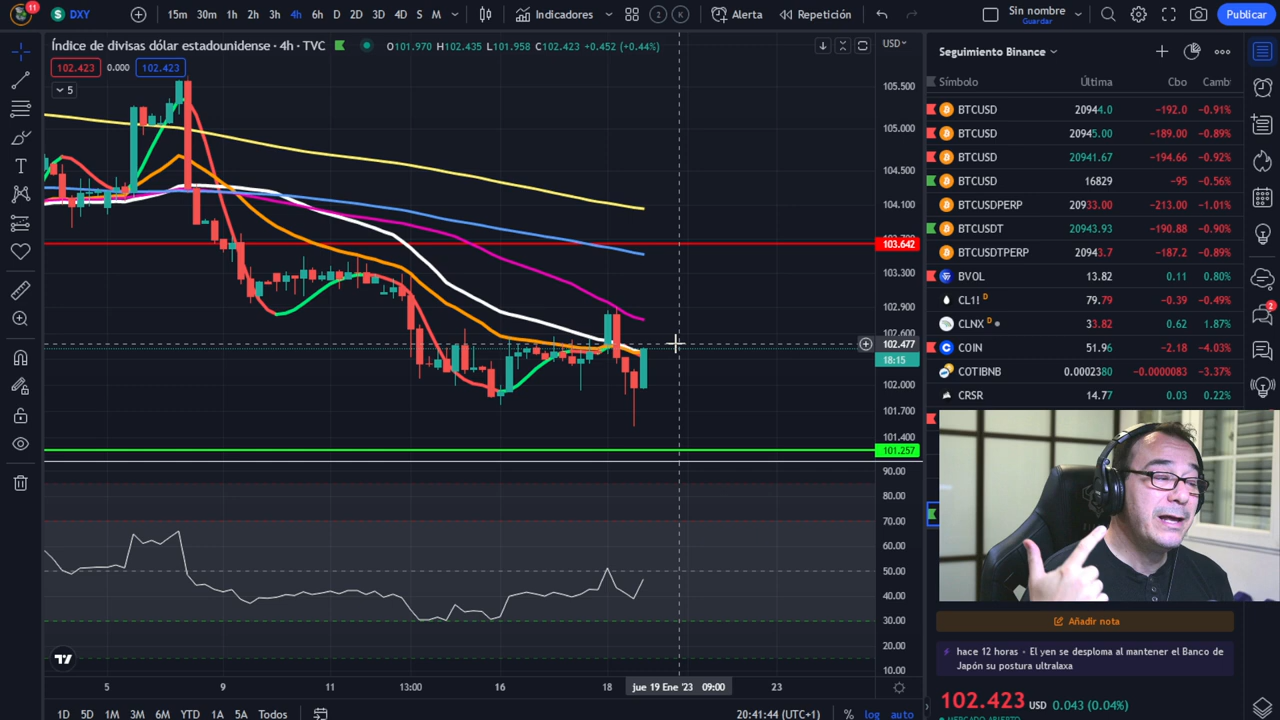 11
S DXY
15m 30m 1h 2h 3h 4h 6h D 2D 3D 4D S M
Indicadores
2 K
Alerta
Repetición
Sin nombre
Guardar
Publicar
Índice de divisas dólar estadounidense · 4h · TVC
O101.970 H102.435 L101.958 C102.423 +0.452 (+0.44%)
102.423 0.000 102.423
5
USD
105.500
105.000
104.500
104.100
103.642
103.300
102.900
102.600
102.477
18:15
102.000
101.700
101.400
101.257
90.00
80.00
70.00
60.00
50.00
40.00
30.00
20.00
10.00
5 9 11 13:00 16 18 jue 19 Ene '23 09:00 23
1D 5D 1M 3M 6M YTD 1A 5A Todos
20:41:44 (UTC+1) % log auto
Seguimiento Binance
Símbolo Última Cbo Camb
BTCUSD 20944.0 −192.0 −0.91%
BTCUSD 20945.00 −189.00 −0.89%
BTCUSD 20941.67 −194.66 −0.92%
BTCUSD 16829 −95 −0.56%
BTCUSDPERP 20933.00 −213.00 −1.01%
BTCUSDT 20943.93 −190.88 −0.90%
BTCUSDTPERP 20943.7 −187.2 −0.89%
BVOL 13.82 0.11 0.80%
CL1! D 79.79 −0.39 −0.49%
CLNX D 33.82 0.62 1.87%
COIN 51.96 −2.18 −4.03%
COTIBNB 0.00002380 −0.0000083 −3.37%
CRSR 14.77 0.03 0.22%
2
Añadir nota
hace 12 horas • El yen se desploma al mantener el Banco de
Japón su postura ultralaxa
102.423 USD 0.043 (0.04%)
MERCADO ABIERTO